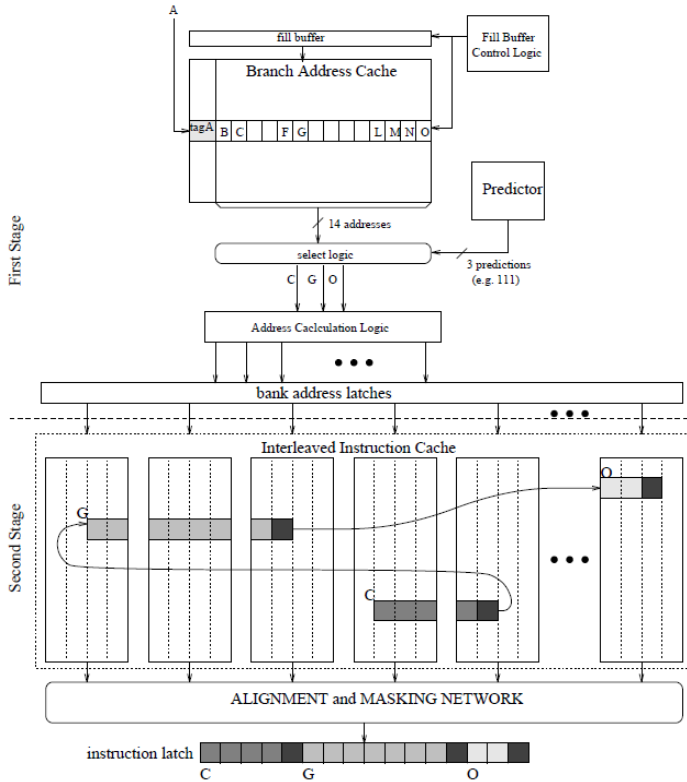 A
fill buffer
Fill Buffer
Control Logic
Branch Address Cache
tagA B C F G L M N O
Predictor
14 addresses
select logic
3 predictions
(e.g. 111)
C G O
Address Caclculation Logic
bank address latches
First Stage
Interleaved Instruction Cache
O
G
C
Second Stage
ALIGNMENT and MASKING NETWORK
instruction latch
C G O